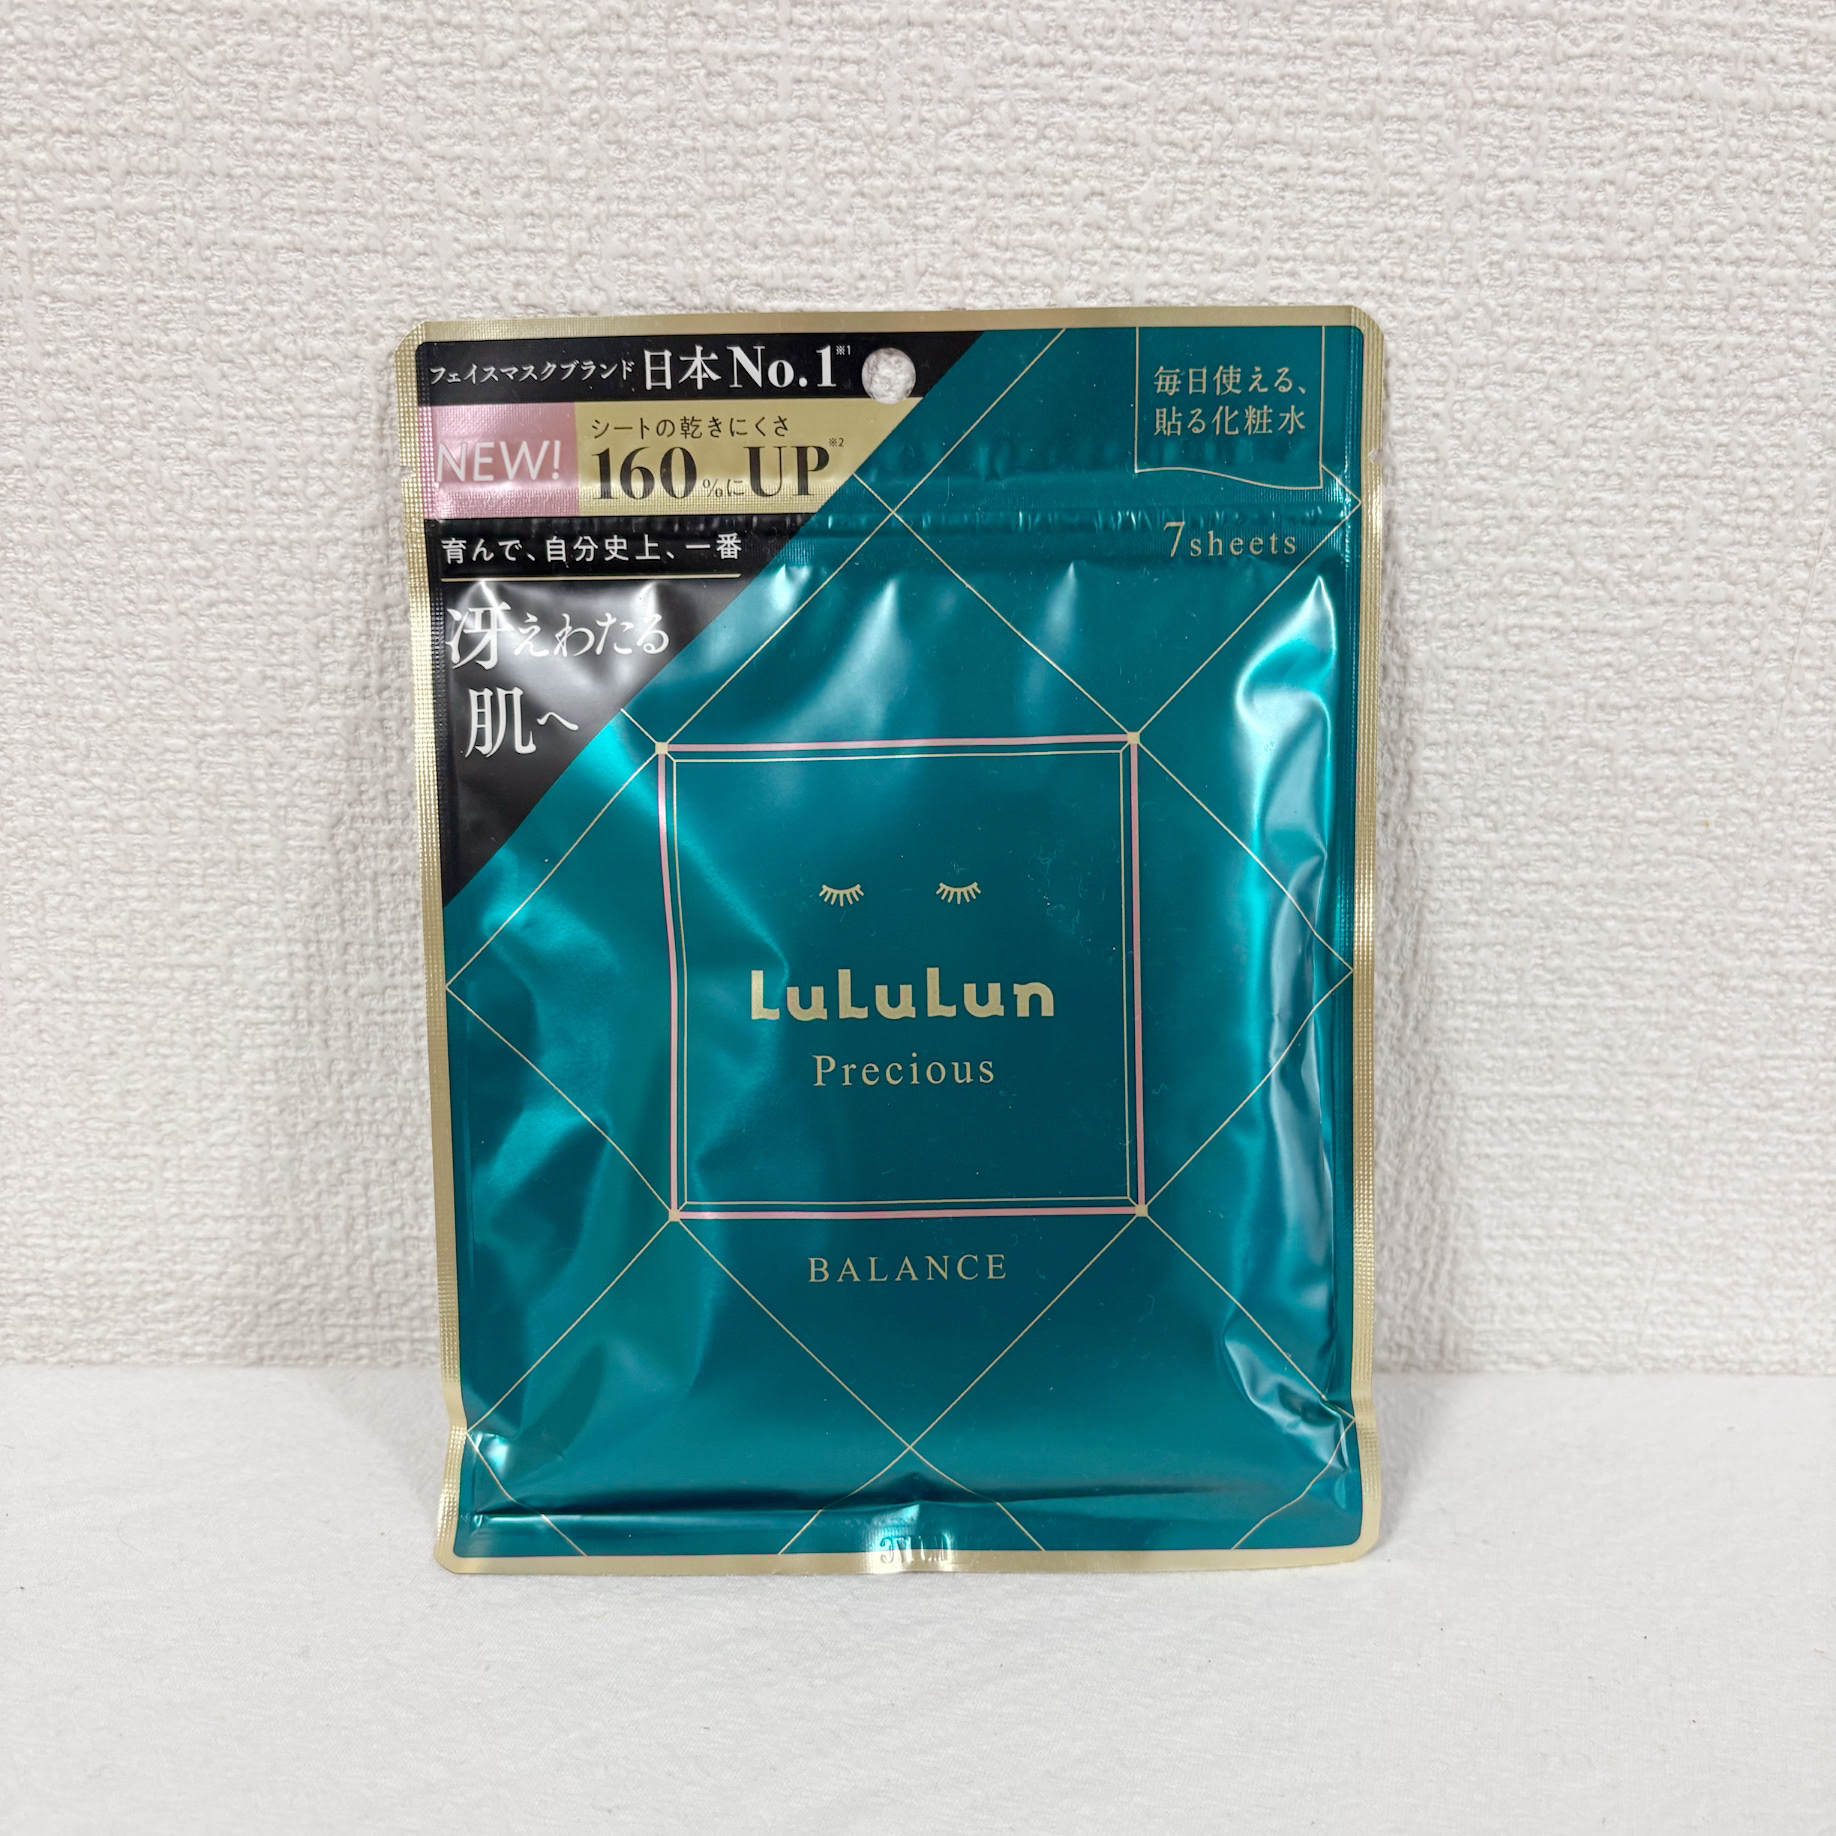 フェイスマスクブランド 日本No.1※1
NEW!
シートの乾きにくさ
160%にUP※2
育んで、自分史上、一番
冴えわたる
肌へ
毎日使える、
貼る化粧水
7sheets
LuLuLun
Precious
BALANCE